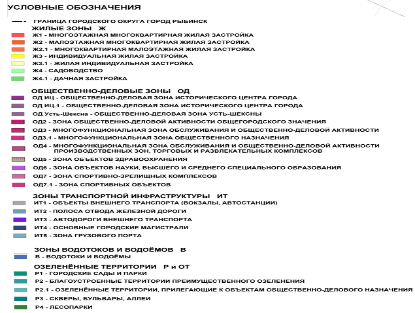 УСЛОВНЫЕ ОБОЗНАЧЕНИЯ
ГРАНИЦА ГОРОДСКОГО ОКРУГА ГОРОД РЫБИНСК
ЖИЛЫЕ ЗОНЫ Ж
Ж1 - МНОГОЭТАЖНАЯ МНОГОКВАРТИРНАЯ ЖИЛАЯ ЗАСТРОЙКА
Ж2 - МАЛОЭТАЖНАЯ МНОГОКВАРТИРНАЯ ЖИЛАЯ ЗАСТРОЙКА
Ж2.1 - МНОГОКВАРТИРНАЯ МАЛОЭТАЖНАЯ ЖИЛАЯ ЗАСТРОЙКА
Ж3 - ИНДИВИДУАЛЬНАЯ ЖИЛАЯ ЗАСТРОЙКА
Ж3.1 - ЖИЛАЯ ИНДИВИДУАЛЬНАЯ ЗАСТРОЙКА
Ж4 - САДОВОДСТВО
Ж4.1 - ДАЧНАЯ ЗАСТРОЙКА
ОБЩЕСТВЕННО-ДЕЛОВЫЕ ЗОНЫ ОД
ОД ИЦ - ОБЩЕСТВЕННО-ДЕЛОВАЯ ЗОНА ИСТОРИЧЕСКОГО ЦЕНТРА ГОРОДА
ОД ИЦ.1 - ОБЩЕСТВЕННО-ДЕЛОВАЯ ЗОНА ИСТОРИЧЕСКОГО ЦЕНТРА ГОРОДА
ОД Усть-Шексна - ОБЩЕСТВЕННО-ДЕЛОВАЯ ЗОНА УСТЬ-ШЕКСНЫ
ОД2 - ЗОНА ОБЩЕСТВЕННО-ДЕЛОВОЙ АКТИВНОСТИ ОБЩЕГОРОДСКОГО ЗНАЧЕНИЯ
ОД3 - МНОГОФУНКЦИОНАЛЬНАЯ ЗОНА ОБСЛУЖИВАНИЯ И ОБЩЕСТВЕННО-ДЕЛОВОЙ АКТИВНОСТИ
ОД3.1 - МНОГОФУНКЦИОНАЛЬНАЯ ЗОНА ОБЩЕСТВЕННОГО НАЗНАЧЕНИЯ
ОД4 - МНОГОФУНКЦИОНАЛЬНАЯ ЗОНА ОБСЛУЖИВАНИЯ И ОБЩЕСТВЕННО-ДЕЛОВОЙ АКТИВНОСТИ
ПРОИЗВОДСТВЕННЫХ ЗОН, ТОРГОВЫХ И РАЗВЛЕКАТЕЛЬНЫХ КОМПЛЕКСОВ
ОД5 - ЗОНА ОБЪЕКТОВ ЗДРАВООХРАНЕНИЯ
ОД6 - ЗОНА ОБЪЕКТОВ НАУКИ, ВЫСШЕГО И СРЕДНЕГО СПЕЦИАЛЬНОГО ОБРАЗОВАНИЯ
ОД7 - ЗОНА СПОРТИВНО-ЗРЕЛИЩНЫХ КОМПЛЕКСОВ
ОД7.1 - ЗОНА СПОРТИВНЫХ ОБЪЕКТОВ
ЗОНЫ ТРАНСПОРТНОЙ ИНФРАСТРУКТУРЫ ИТ
ИТ1 - ОБЪЕКТЫ ВНЕШНЕГО ТРАНСПОРТА (ВОКЗАЛЫ, АВТОСТАНЦИИ)
ИТ2 - ПОЛОСА ОТВОДА ЖЕЛЕЗНОЙ ДОРОГИ
ИТ3 - АВТОДОРОГИ ВНЕШНЕГО ТРАНСПОРТА
ИТ4 - ОСНОВНЫЕ ГОРОДСКИЕ МАГИСТРАЛИ
ИТ5 - ЗОНА ГРУЗОВОГО ПОРТА
ЗОНЫ ВОДОТОКОВ И ВОДОЁМОВ В
В - ВОДОТОКИ И ВОДОЁМЫ
ОЗЕЛЕНЁННЫЕ ТЕРРИТОРИИ Р и ОТ
Р1 - ГОРОДСКИЕ САДЫ И ПАРКИ
Р2 - БЛАГОУСТРОЕННЫЕ ТЕРРИТОРИИ ПРЕИМУЩЕСТВЕННОГО ОЗЕЛЕНЕНИЯ
Р2.1 - ОЗЕЛЕНЁННЫЕ ТЕРРИТОРИИ, ПРИЛЕГАЮЩИЕ К ОБЪЕКТАМ ОБЩЕСТВЕННО-ДЕЛОВОГО НАЗНАЧЕНИЯ
Р3 - СКВЕРЫ, БУЛЬВАРЫ, АЛЛЕИ
Р4 - ЛЕСОПАРКИ